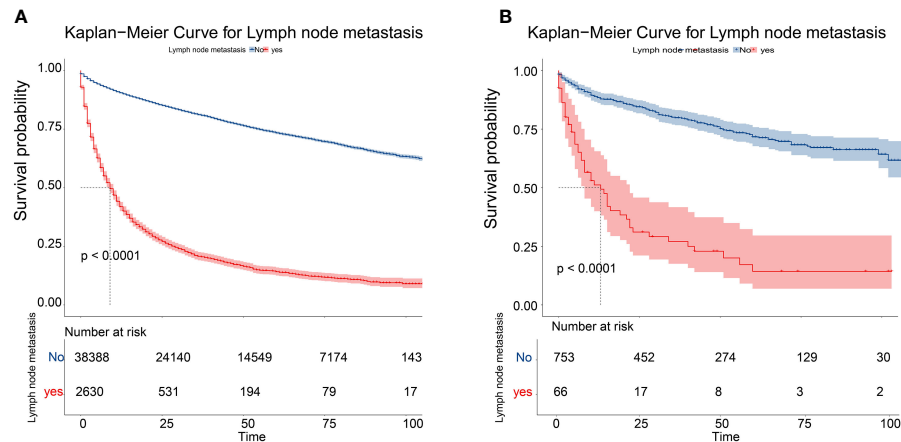 A
Kaplan−Meier Curve for Lymph node metastasis
Lymph node metastasis No yes
Survival probability
1.00
0.75
0.50
0.25
0.00
p < 0.0001
Number at risk
Lymph node metastasis
No 38388 24140 14549 7174 143
yes 2630 531 194 79 17
0 25 50 75 100
Time
B
Kaplan−Meier Curve for Lymph node metastasis
Lymph node metastasis No yes
Survival probability
1.00
0.75
0.50
0.25
0.00
p < 0.0001
Number at risk
Lymph node metastasis
No 753 452 274 129 30
yes 66 17 8 3 2
0 25 50 75 100
Time